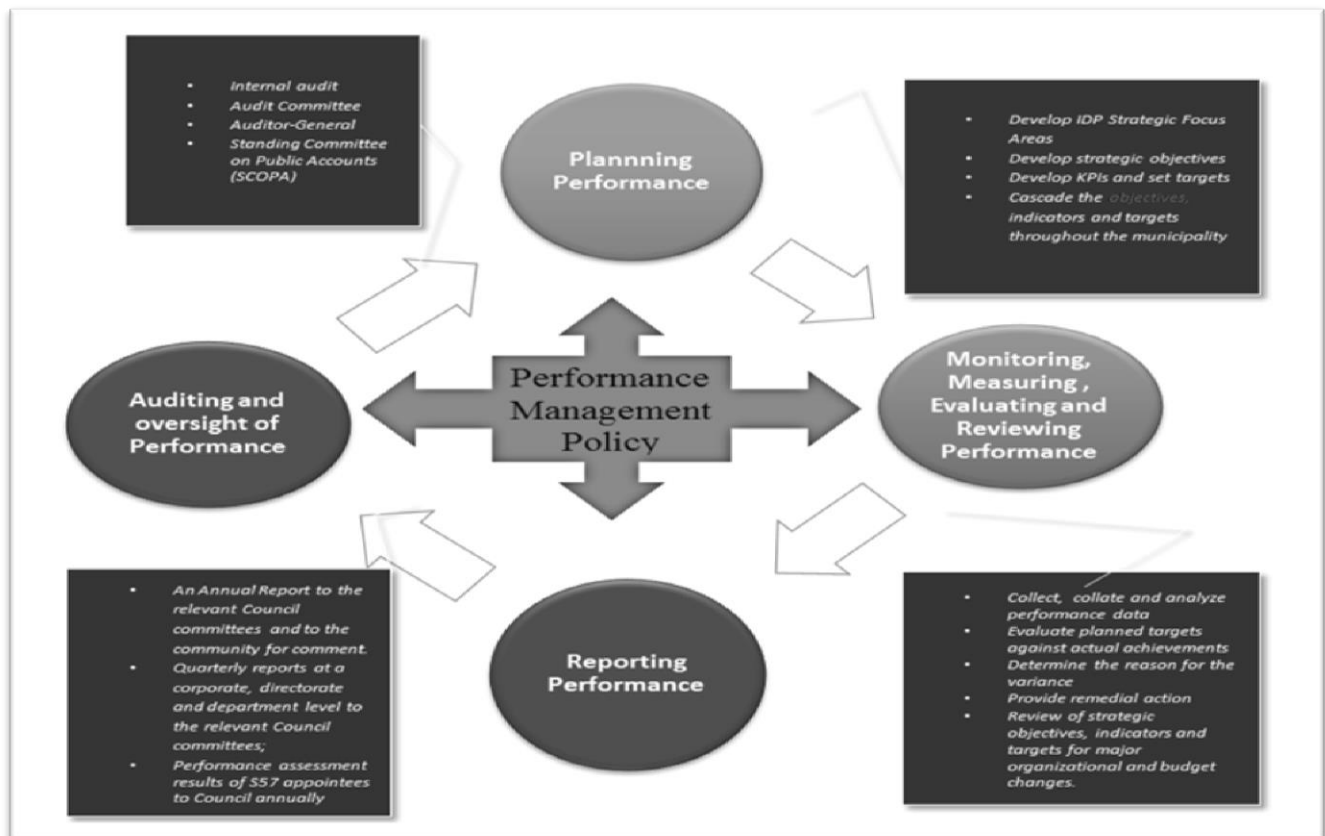 • Internal audit
• Audit Committee
• Auditor-General
• Standing Committee
on Public Accounts
(SCOPA)
Plannning
Performance
• Develop IDP Strategic Focus
Areas
• Develop strategic objectives
• Develop KPIs and set targets
• Cascade the objectives,
indicators and targets
throughout the municipality
Auditing and
oversight of
Performance
Performance
Management
Policy
Monitoring,
Measuring ,
Evaluating and
Reviewing
Performance
• An Annual Report to the
relevant Council
committees and to the
community for comment.
• Quarterly reports at a
corporate, directorate
and department level to
the relevant Council
committees;
• Performance assessment
results of S57 appointees
to Council annually
Reporting
Performance
• Collect, collate and analyze
performance data
• Evaluate planned targets
against actual achievements
• Determine the reason for the
variance
• Provide remedial action
• Review of strategic
objectives, indicators and
targets for major
organizational and budget
changes.